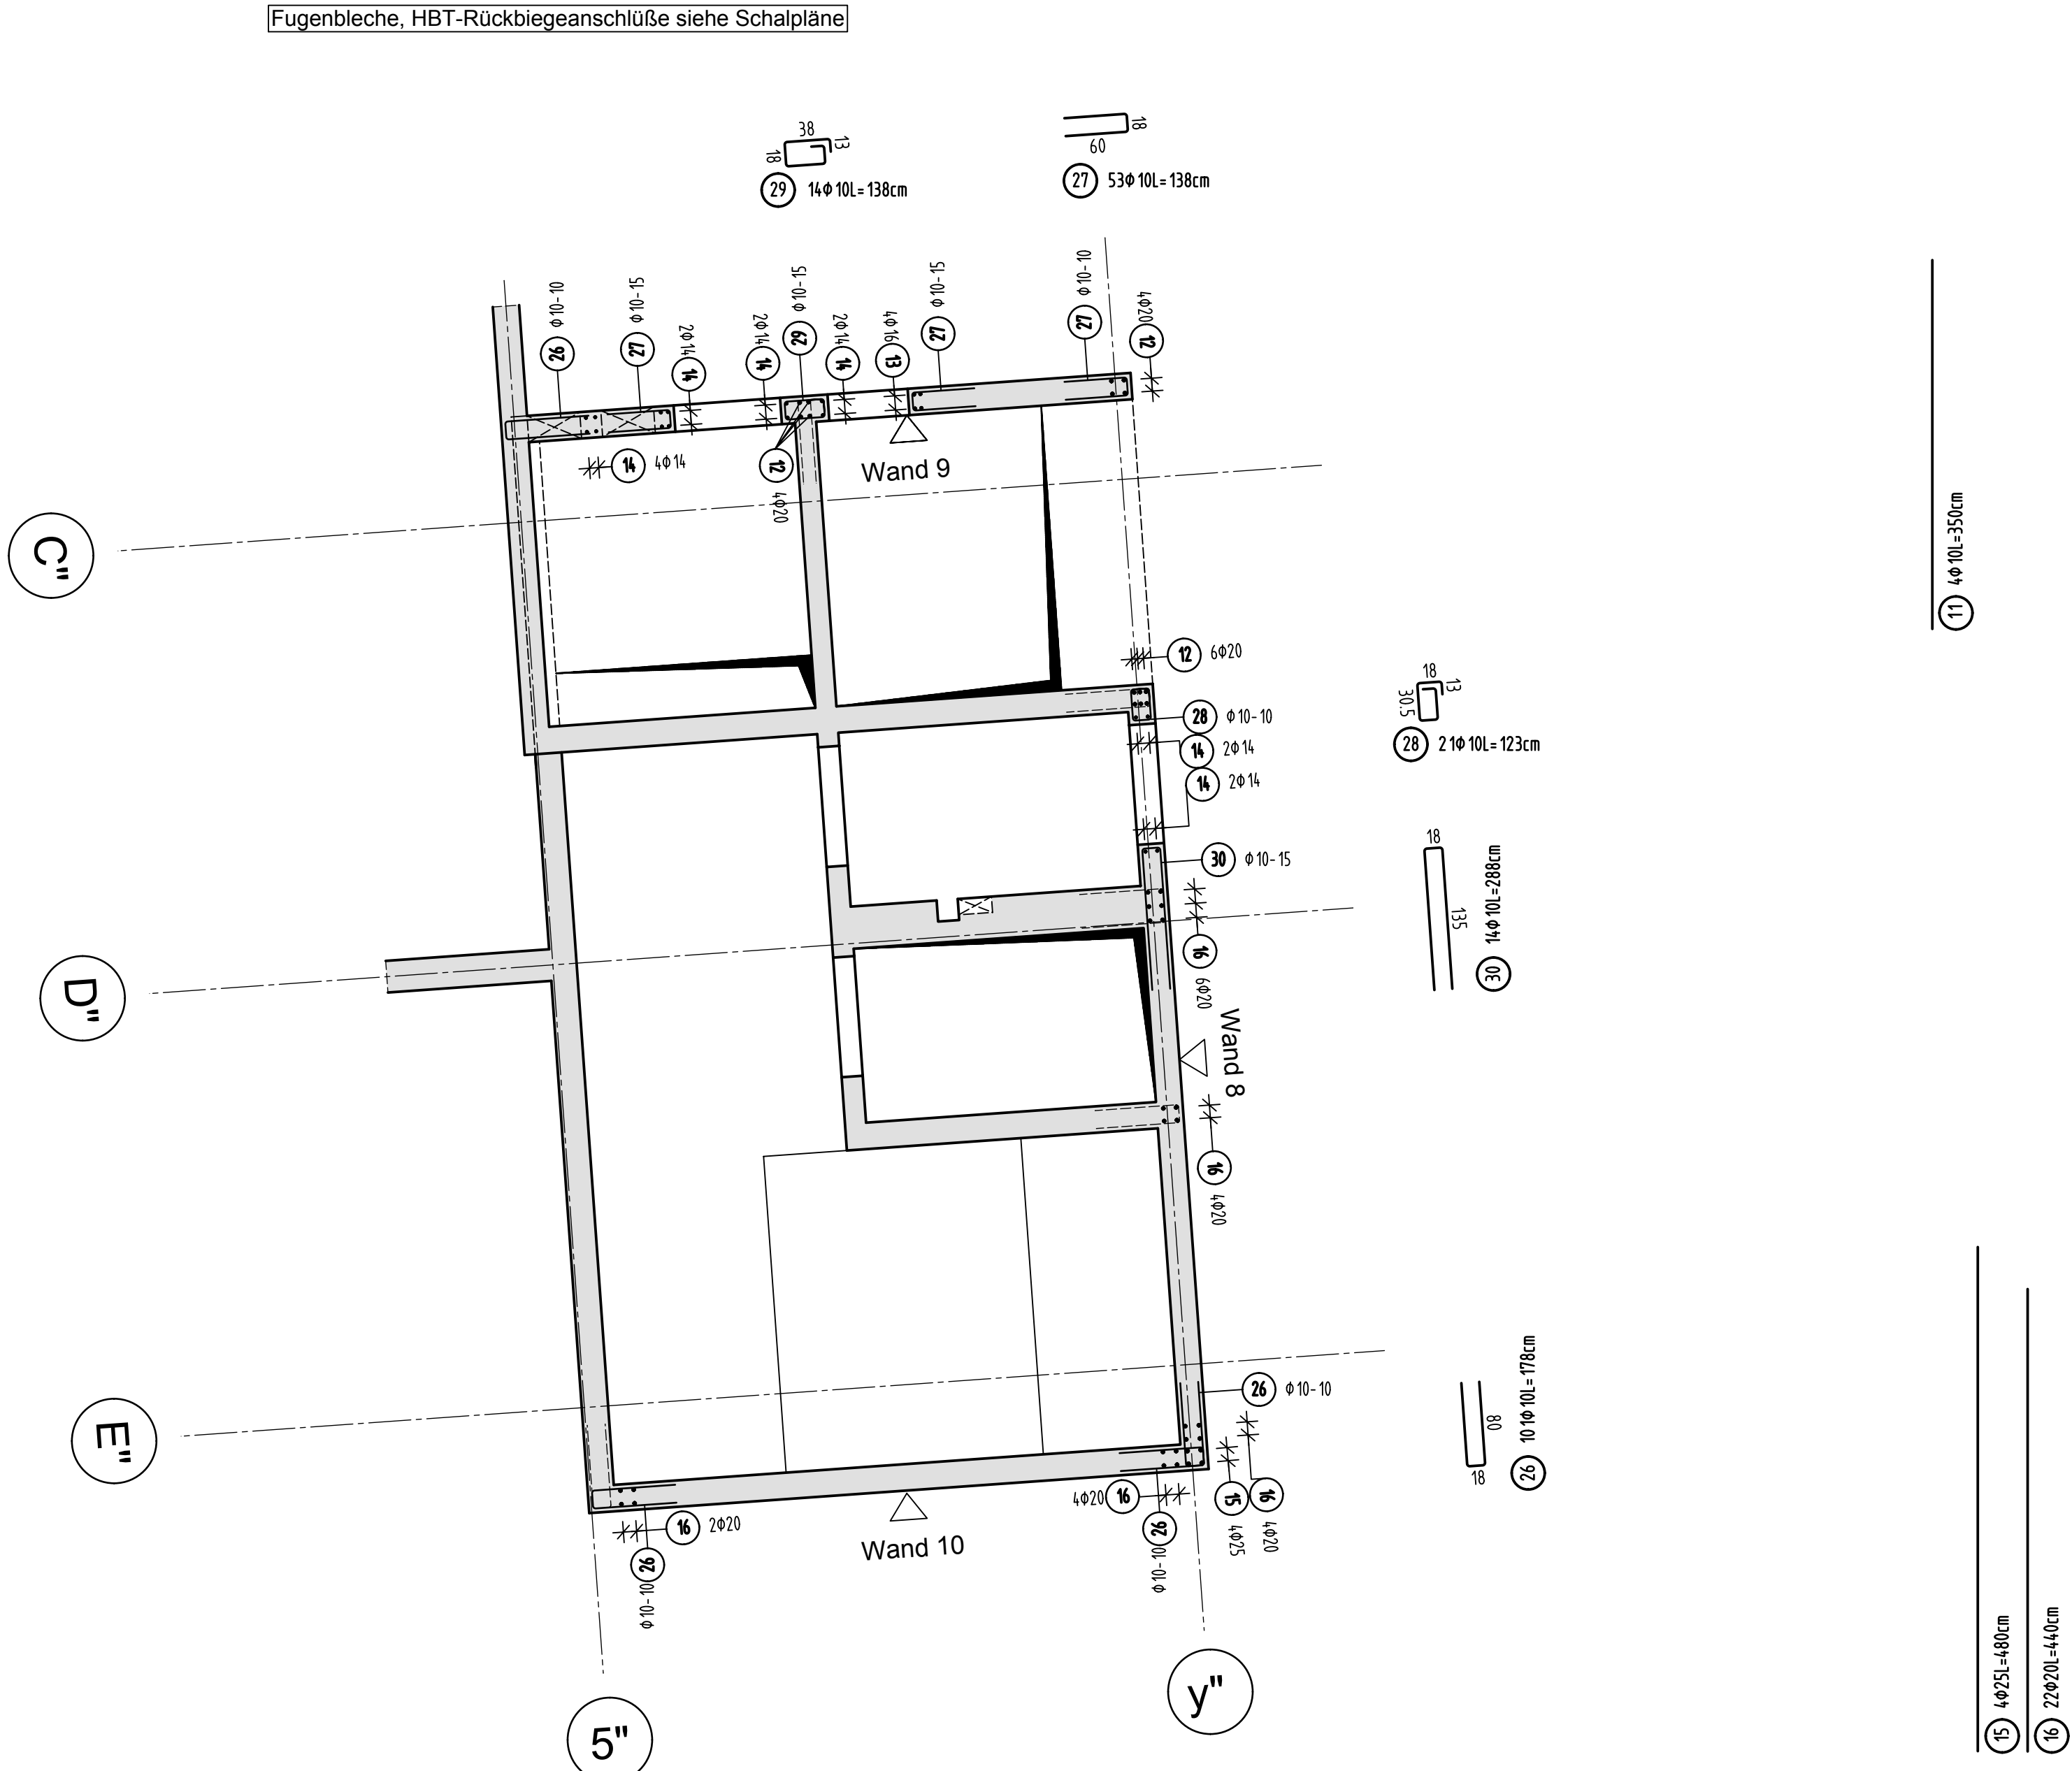 Fugenbleche, HBT-Rückbiegeanschlüße siehe Schalpläne
38
13
18
29 14ϕ10L=138cm
18
60
27 53ϕ10L=138cm
26 ϕ10-10
27 ϕ10-15
14 2ϕ14
14 2ϕ14
29 ϕ10-15
14 2ϕ14
13 4ϕ16
27 ϕ10-15
27 ϕ10-10
12 4ϕ20
14 4ϕ14
12 4ϕ20
Wand 9
C"
11 4ϕ10L=350cm
12 6ϕ20
28 ϕ10-10
14 2ϕ14
14 2ϕ14
18
13
30.5
28 21ϕ10L=123cm
30 ϕ10-15
18
135
30 14ϕ10L=288cm
16 6ϕ20
D"
Wand 8
16 4ϕ20
E"
26 ϕ10-10
80
18
26 101ϕ10L=178cm
16 2ϕ20
26 ϕ10-10
4ϕ20 16
26 ϕ10-10
15 4ϕ25
16 4ϕ20
Wand 10
5"
y"
15 4ϕ25L=480cm
16 22ϕ20L=440cm